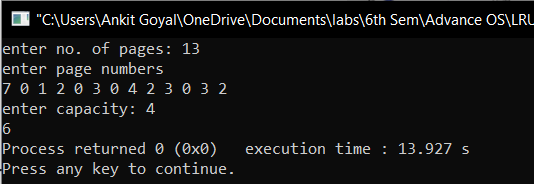 "C:\Users\Ankit Goyal\OneDrive\Documents\labs\6th Sem\Advance OS\LRU
enter no. of pages: 13
enter page numbers
7 0 1 2 0 3 0 4 2 3 0 3 2
enter capacity: 4
6
Process returned 0 (0x0)   execution time : 13.927 s
Press any key to continue.